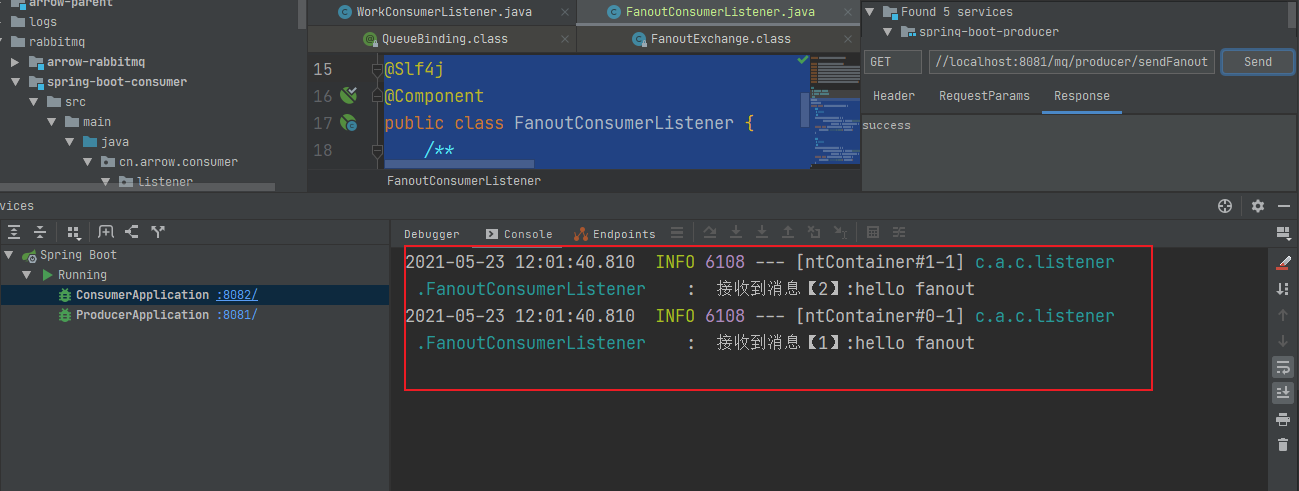 arrow-parent
logs
rabbitmq
arrow-rabbitmq
spring-boot-consumer
src
main
java
cn.arrow.consumer
listener
WorkConsumerListener.java
FanoutConsumerListener.java
QueueBinding.class
FanoutExchange.class
15 @Slf4j
16 @Component
17 public class FanoutConsumerListener {
18 /**
FanoutConsumerListener
Found 5 services
spring-boot-producer
GET //localhost:8081/mq/producer/sendFanout Send
Header RequestParams Response
success
vices
Spring Boot
Running
ConsumerApplication :8082/
ProducerApplication :8081/
Debugger Console Endpoints
2021-05-23 12:01:40.810 INFO 6108 --- [ntContainer#1-1] c.a.c.listener
.FanoutConsumerListener : 接收到消息【2】:hello fanout
2021-05-23 12:01:40.810 INFO 6108 --- [ntContainer#0-1] c.a.c.listener
.FanoutConsumerListener : 接收到消息【1】:hello fanout